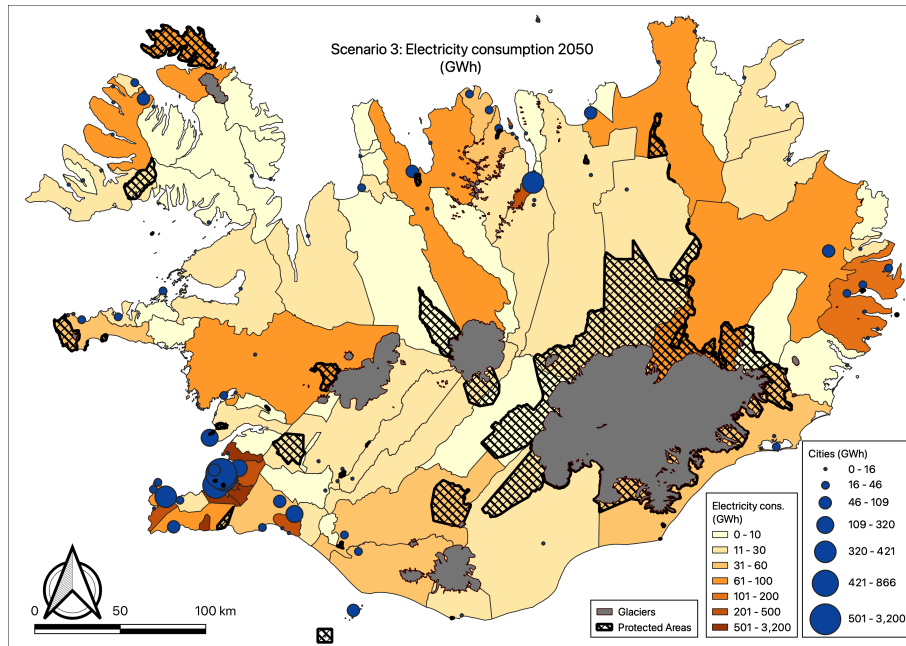 Scenario 3: Electricity consumption 2050
(GWh)
Cities (GWh)
0 - 16
16 - 46
46 - 109
109 - 320
320 - 421
421 - 866
501 - 3,200
Electricity cons.
(GWh)
0 - 10
11 - 30
31 - 60
61 - 100
101 - 200
201 - 500
501 - 3,200
Glaciers
Protected Areas
0 50 100 km